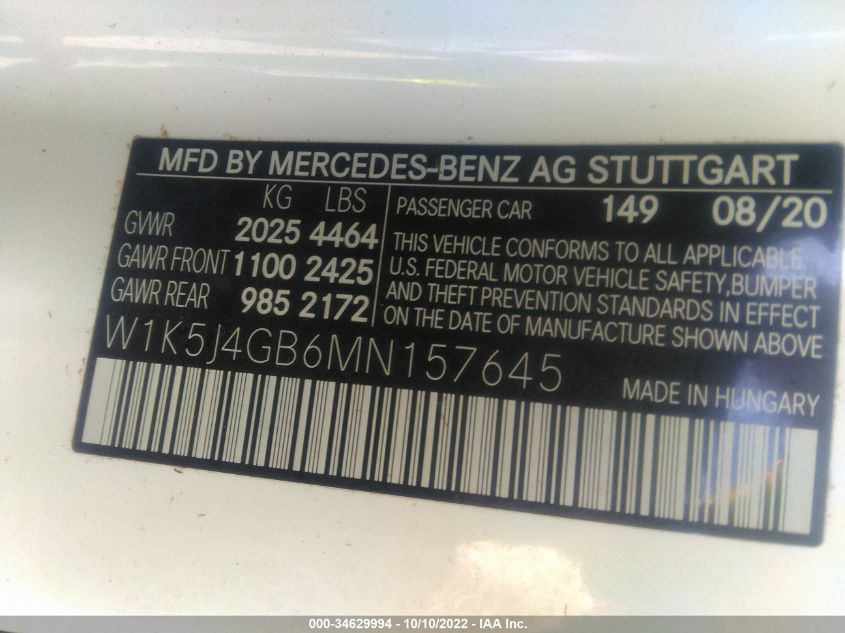 MFD BY MERCEDES-BENZ AG STUTTGART
KG LBS
GVWR 2025 4464
GAWR FRONT 1100 2425
GAWR REAR 985 2172
PASSENGER CAR 149 08/20
THIS VEHICLE CONFORMS TO ALL APPLICABLE
U.S. FEDERAL MOTOR VEHICLE SAFETY, BUMPER
AND THEFT PREVENTION STANDARDS IN EFFECT
ON THE DATE OF MANUFACTURE SHOWN ABOVE
W1K5J4GB6MN157645
MADE IN HUNGARY
000-34629994 - 10/10/2022 - IAA Inc.